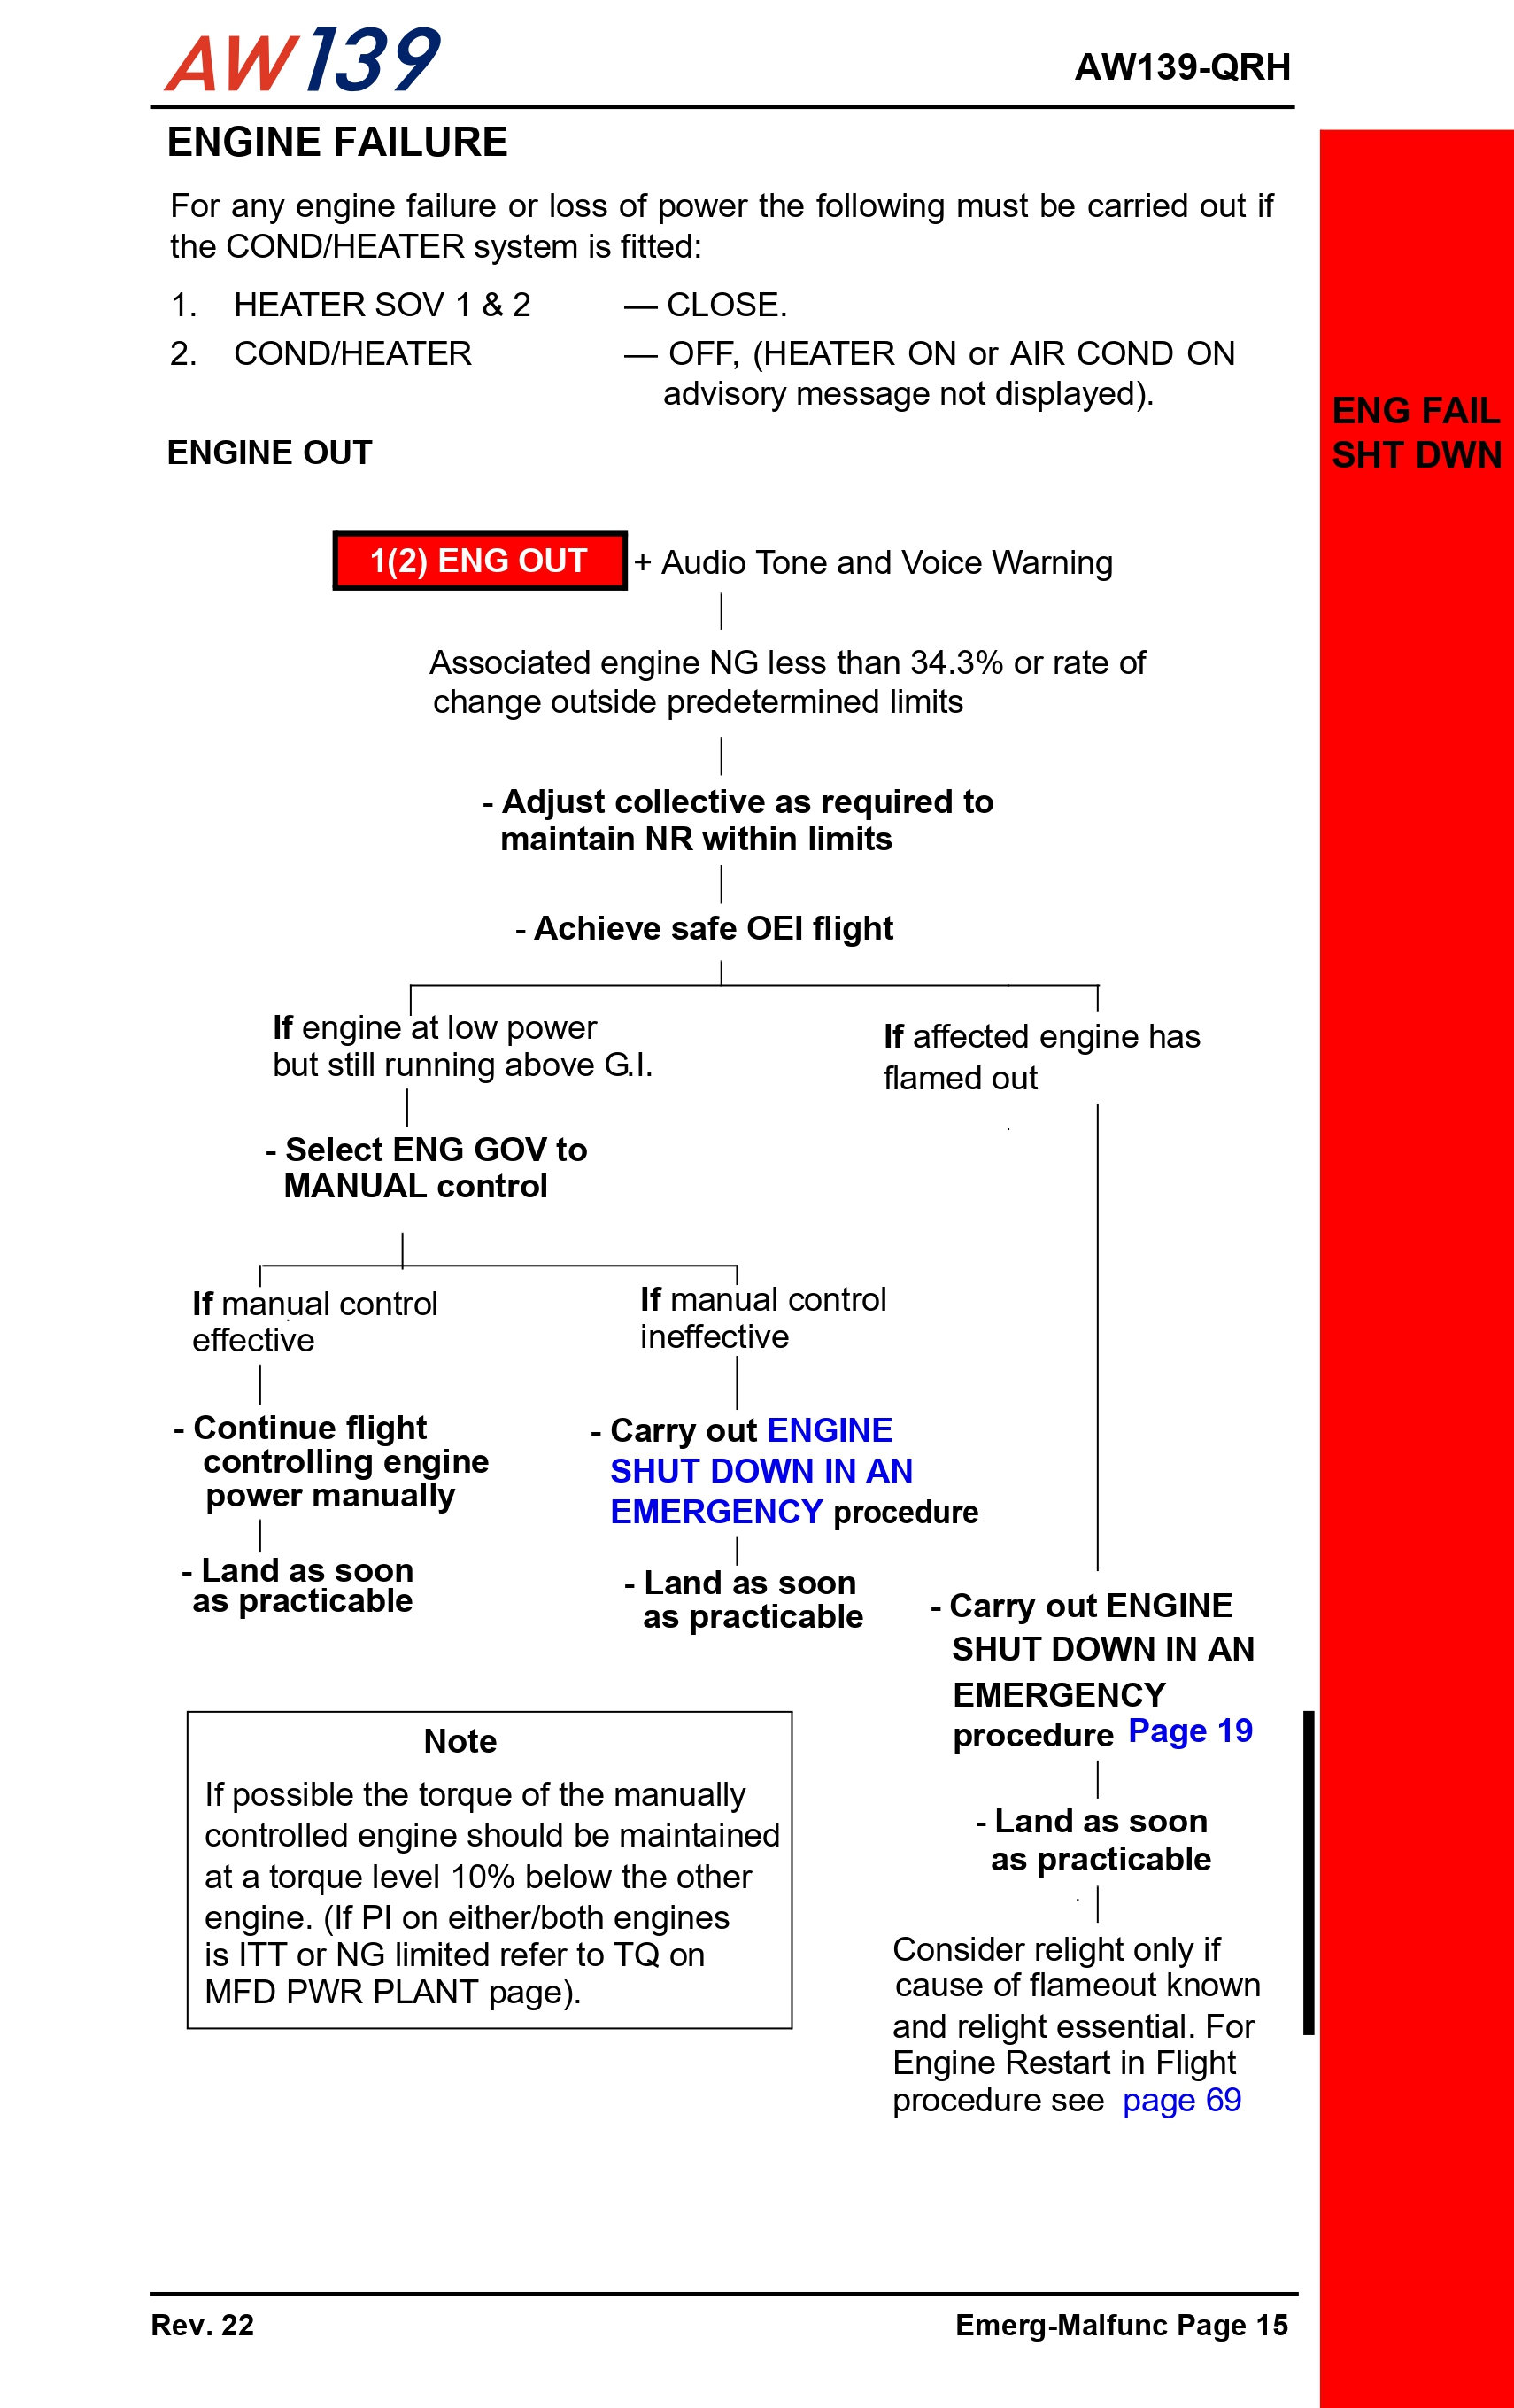 AW139
AW139-QRH
ENGINE FAILURE
For any engine failure or loss of power the following must be carried out if
the COND/HEATER system is fitted:
1. HEATER SOV 1 & 2 — CLOSE.
2. COND/HEATER — OFF, (HEATER ON or AIR COND ON
advisory message not displayed).
ENG FAIL
SHT DWN
ENGINE OUT
1(2) ENG OUT + Audio Tone and Voice Warning
Associated engine NG less than 34.3% or rate of
change outside predetermined limits
- Adjust collective as required to
maintain NR within limits
- Achieve safe OEI flight
If engine at low power
but still running above G.I.
- Select ENG GOV to
MANUAL control
If manual control
effective
- Continue flight
controlling engine
power manually
- Land as soon
as practicable
If manual control
ineffective
- Carry out ENGINE
SHUT DOWN IN AN
EMERGENCY procedure
- Land as soon
as practicable
If affected engine has
flamed out
- Carry out ENGINE
SHUT DOWN IN AN
EMERGENCY
procedure Page 19
- Land as soon
as practicable
Consider relight only if
cause of flameout known
and relight essential. For
Engine Restart in Flight
procedure see page 69
Note
If possible the torque of the manually
controlled engine should be maintained
at a torque level 10% below the other
engine. (If PI on either/both engines
is ITT or NG limited refer to TQ on
MFD PWR PLANT page).
Rev. 22
Emerg-Malfunc Page 15